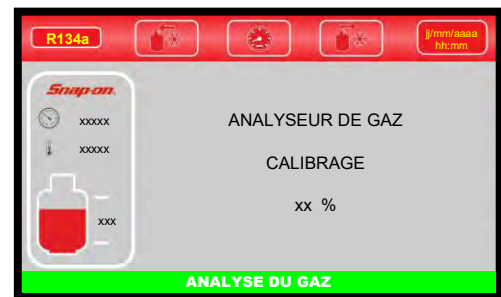 R134a
jj/mm/aaaa
hh:mm
Snap-on
xxxxx
xxxxx
xxx
ANALYSEUR DE GAZ
CALIBRAGE
xx %
ANALYSE DU GAZ